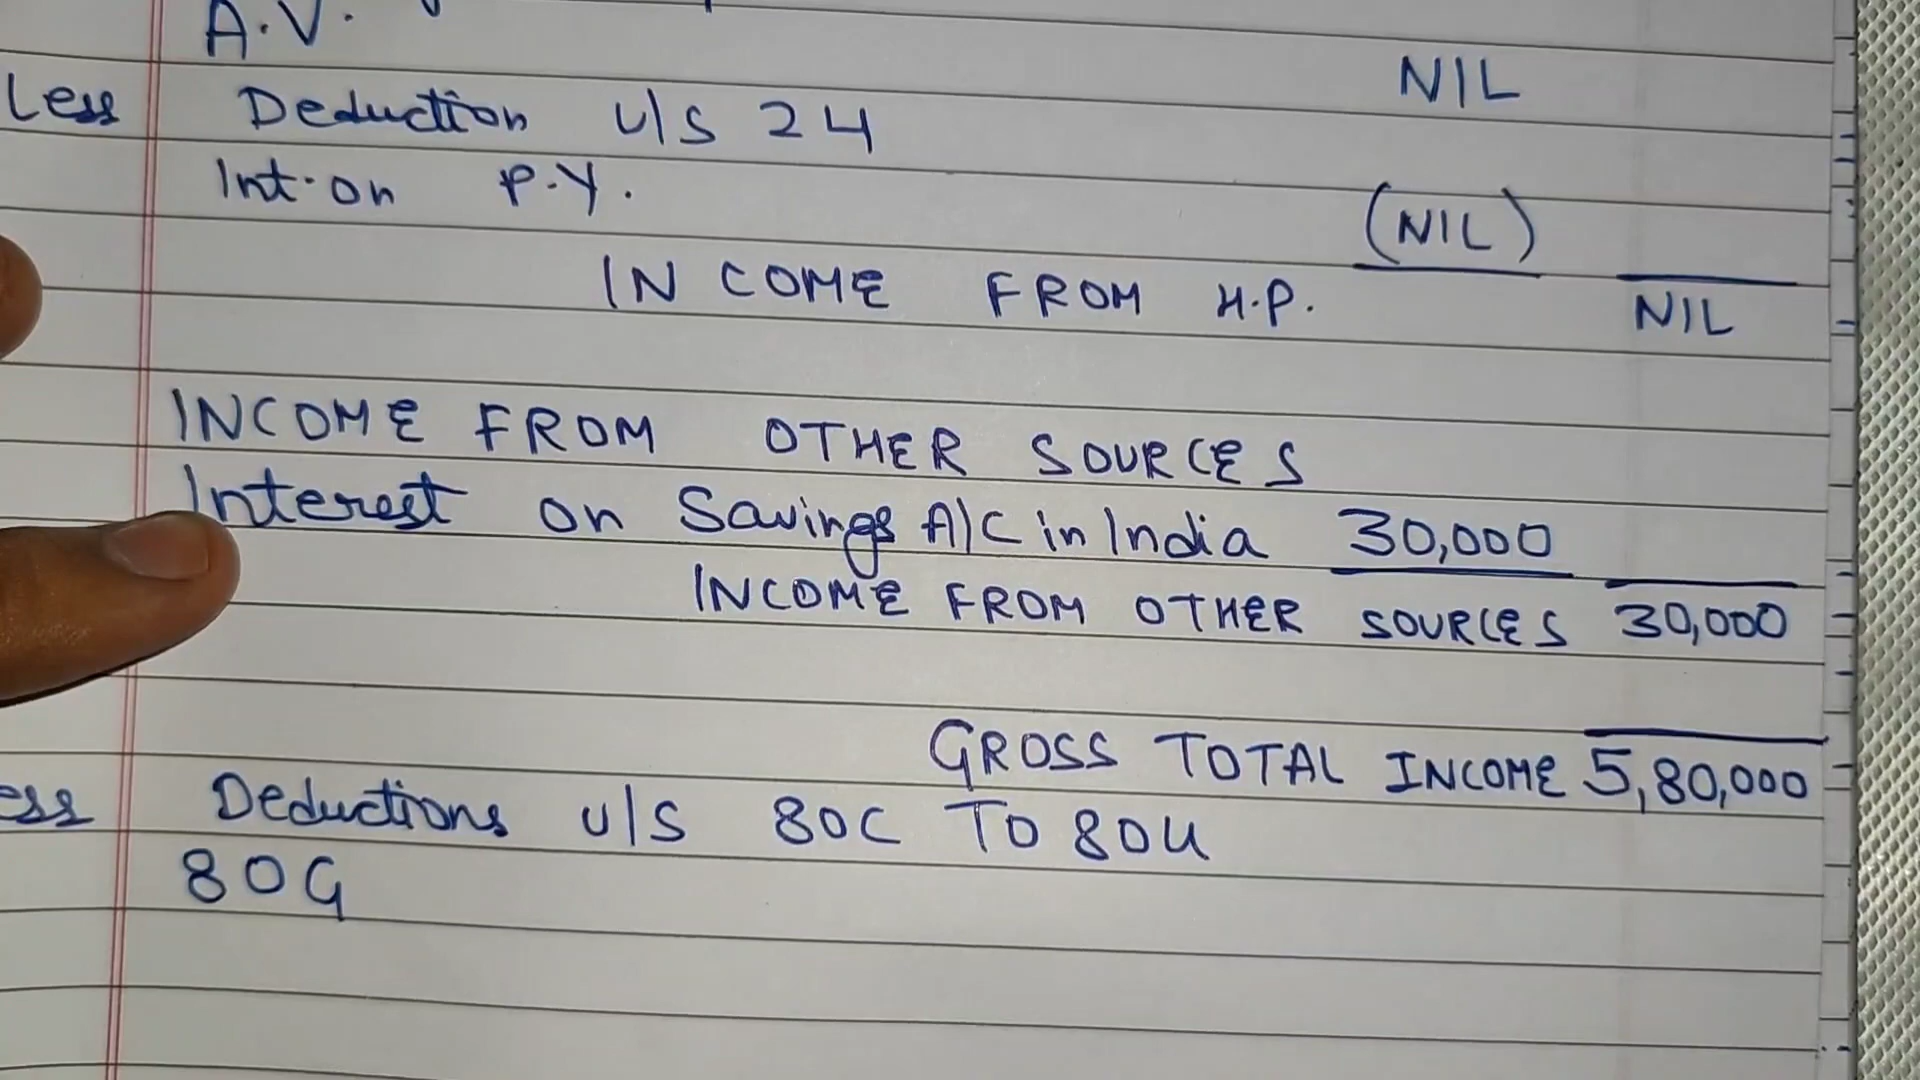 A.V.
NIL
Less Deduction u/s 24
Int. on P.Y.
(NIL)
INCOME FROM H.P. NIL
INCOME FROM OTHER SOURCES
Interest on Savings A/C in India 30,000
INCOME FROM OTHER SOURCES 30,000
GROSS TOTAL INCOME 5,80,000
ess Deductions u/s 80C TO 80U
80G